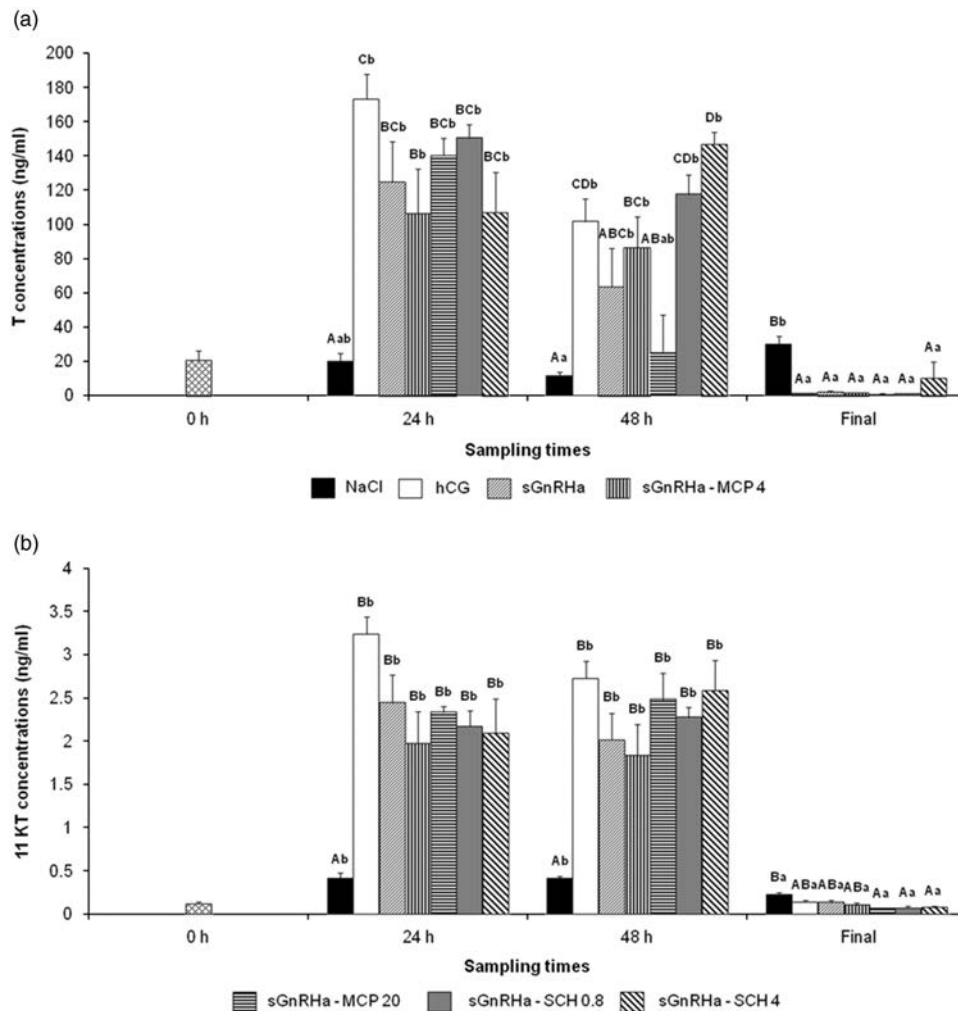 (a)
T concentrations (ng/ml)
200
180
160
140
120
100
80
60
40
20
0
Aab
Cb
BCb
Bb
BCb
BCb
BCb
Aa
CDb
ABCb
BCb
ABab
CDb
Db
Bb
Aa
Aa
Aa
Aa
Aa
Aa
0 h 24 h 48 h Final
Sampling times
NaCl hCG sGnRHa sGnRHa - MCP 4
(b)
11 KT concentrations (ng/ml)
4
3.5
3
2.5
2
1.5
1
0.5
0
Ab
Bb
Bb
Bb
Bb
Bb
Bb
Ab
Bb
Bb
Bb
Bb
Bb
Bb
Ba
ABa
ABa
ABa
Aa
Aa
Aa
0 h 24 h 48 h Final
Sampling times
sGnRHa - MCP 20 sGnRHa - SCH 0.8 sGnRHa - SCH 4